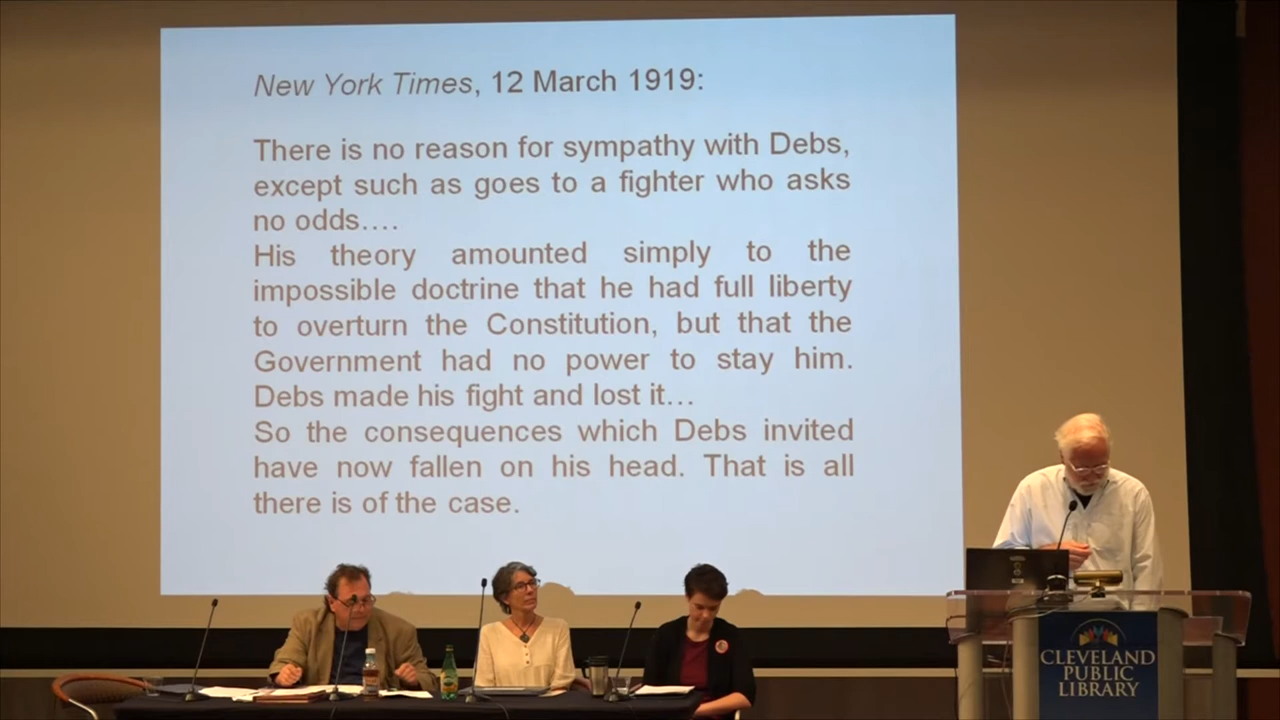 New York Times, 12 March 1919:
There is no reason for sympathy with Debs,
except such as goes to a fighter who asks
no odds….
His theory amounted simply to the
impossible doctrine that he had full liberty
to overturn the Constitution, but that the
Government had no power to stay him.
Debs made his fight and lost it…
So the consequences which Debs invited
have now fallen on his head. That is all
there is of the case.
CLEVELAND
PUBLIC
LIBRARY